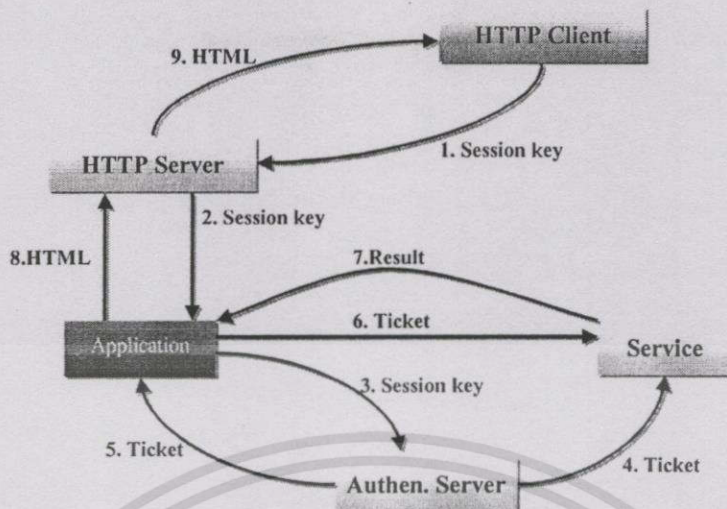 HTTP Client
9. HTML
1. Session key
HTTP Server
2. Session key
8.HTML
7.Result
6. Ticket
Application
Service
3. Session key
5. Ticket
4. Ticket
Authen. Server